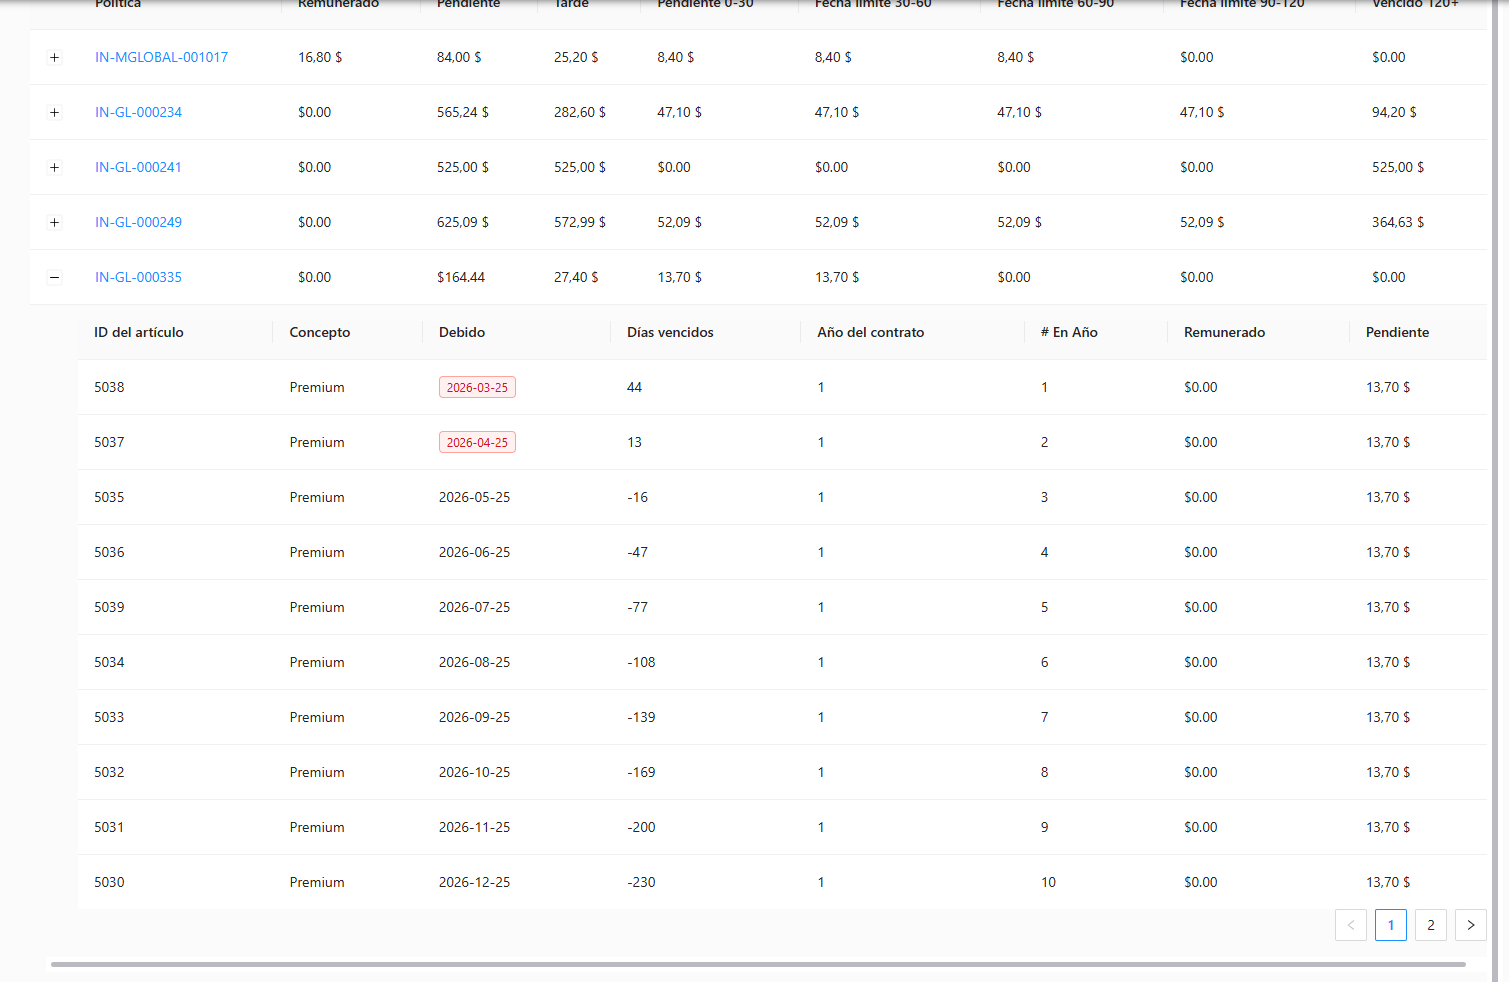 Política Remunerado Pendiente Tarde Pendiente 0-30 Fecha límite 30-60 Fecha límite 60-90 Fecha límite 90-120 Vencido 120+
IN-MGLOBAL-001017 16,80 $ 84,00 $ 25,20 $ 8,40 $ 8,40 $ 8,40 $ $0.00 $0.00
IN-GL-000234 $0.00 565,24 $ 282,60 $ 47,10 $ 47,10 $ 47,10 $ 47,10 $ 94,20 $
IN-GL-000241 $0.00 525,00 $ 525,00 $ $0.00 $0.00 $0.00 $0.00 525,00 $
IN-GL-000249 $0.00 625,09 $ 572,99 $ 52,09 $ 52,09 $ 52,09 $ 52,09 $ 364,63 $
IN-GL-000335 $0.00 $164.44 27,40 $ 13,70 $ 13,70 $ $0.00 $0.00 $0.00
ID del artículo Concepto Debido Días vencidos Año del contrato # En Año Remunerado Pendiente
5038 Premium 2026-03-25 44 1 1 $0.00 13,70 $
5037 Premium 2026-04-25 13 1 2 $0.00 13,70 $
5035 Premium 2026-05-25 -16 1 3 $0.00 13,70 $
5036 Premium 2026-06-25 -47 1 4 $0.00 13,70 $
5039 Premium 2026-07-25 -77 1 5 $0.00 13,70 $
5034 Premium 2026-08-25 -108 1 6 $0.00 13,70 $
5033 Premium 2026-09-25 -139 1 7 $0.00 13,70 $
5032 Premium 2026-10-25 -169 1 8 $0.00 13,70 $
5031 Premium 2026-11-25 -200 1 9 $0.00 13,70 $
5030 Premium 2026-12-25 -230 1 10 $0.00 13,70 $
1 2